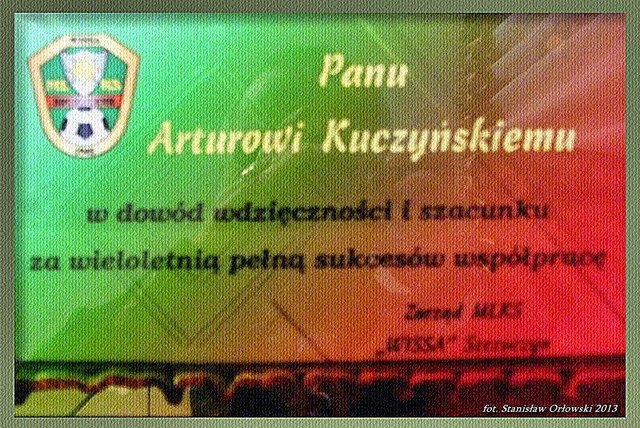 Panu
Arturowi Kuczyńskiemu
w dowód wdzięczności i szacunku
za wieloletnią pełną sukcesów współpracę
Zarząd MLKS
„WISSA” Szczuczyn
fot. Stanisław Orłowski 2013